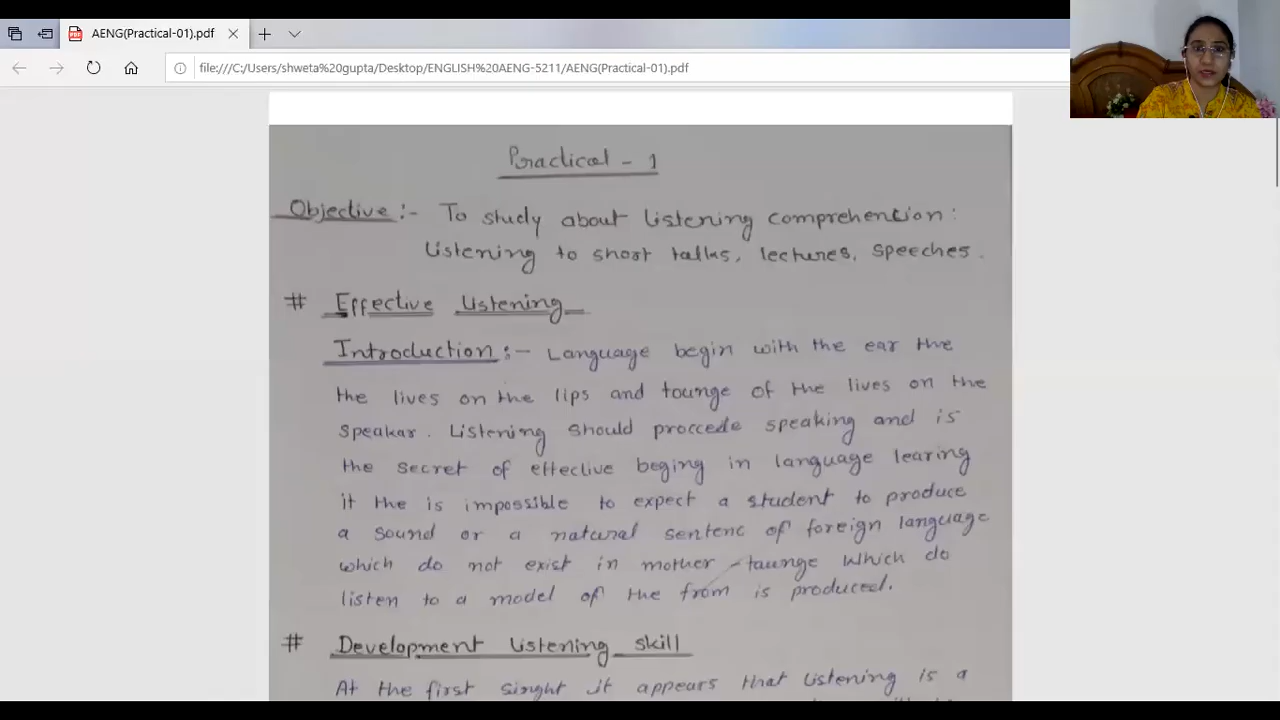 AENG(Practical-01).pdf
file:///C:/Users/shweta%20gupta/Desktop/ENGLISH%20AENG-5211/AENG(Practical-01).pdf
Practical - 1
Objective :- To study about listening comprehention:
listening to short talks, lectures, speeches.
# Effective listening
Introduction :- Language begin with the ear the
the lives on the lips and tounge of the lives on the
speakar. Listening should proccede speaking and is
the secret of effective beging in language learing
it the is impossible to expect a student to produce
a sound or a natural sentenc of foreign language
which do not exist in mother - taunge which do
listen to a model of the from is produced.
# Development listening skill
At the first singht it appears that listening is a